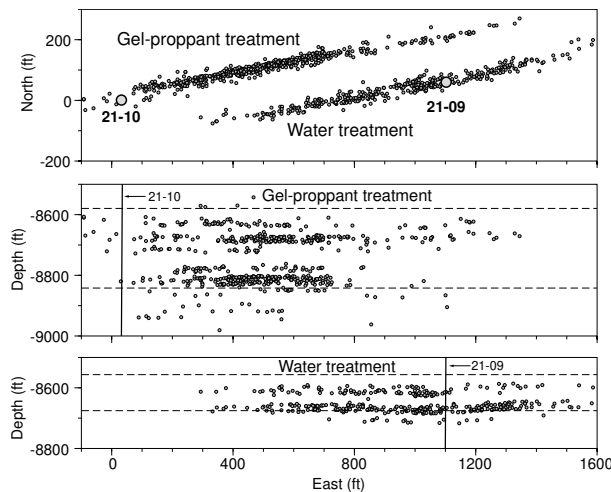 200
0
-200
North (ft)
Gel-proppant treatment
21-10
21-09
Water treatment
-8600
-8800
-9000
Depth (ft)
21-10
Gel-proppant treatment
-8600
-8800
Depth (ft)
Water treatment
21-09
0
400
800
1200
1600
East (ft)